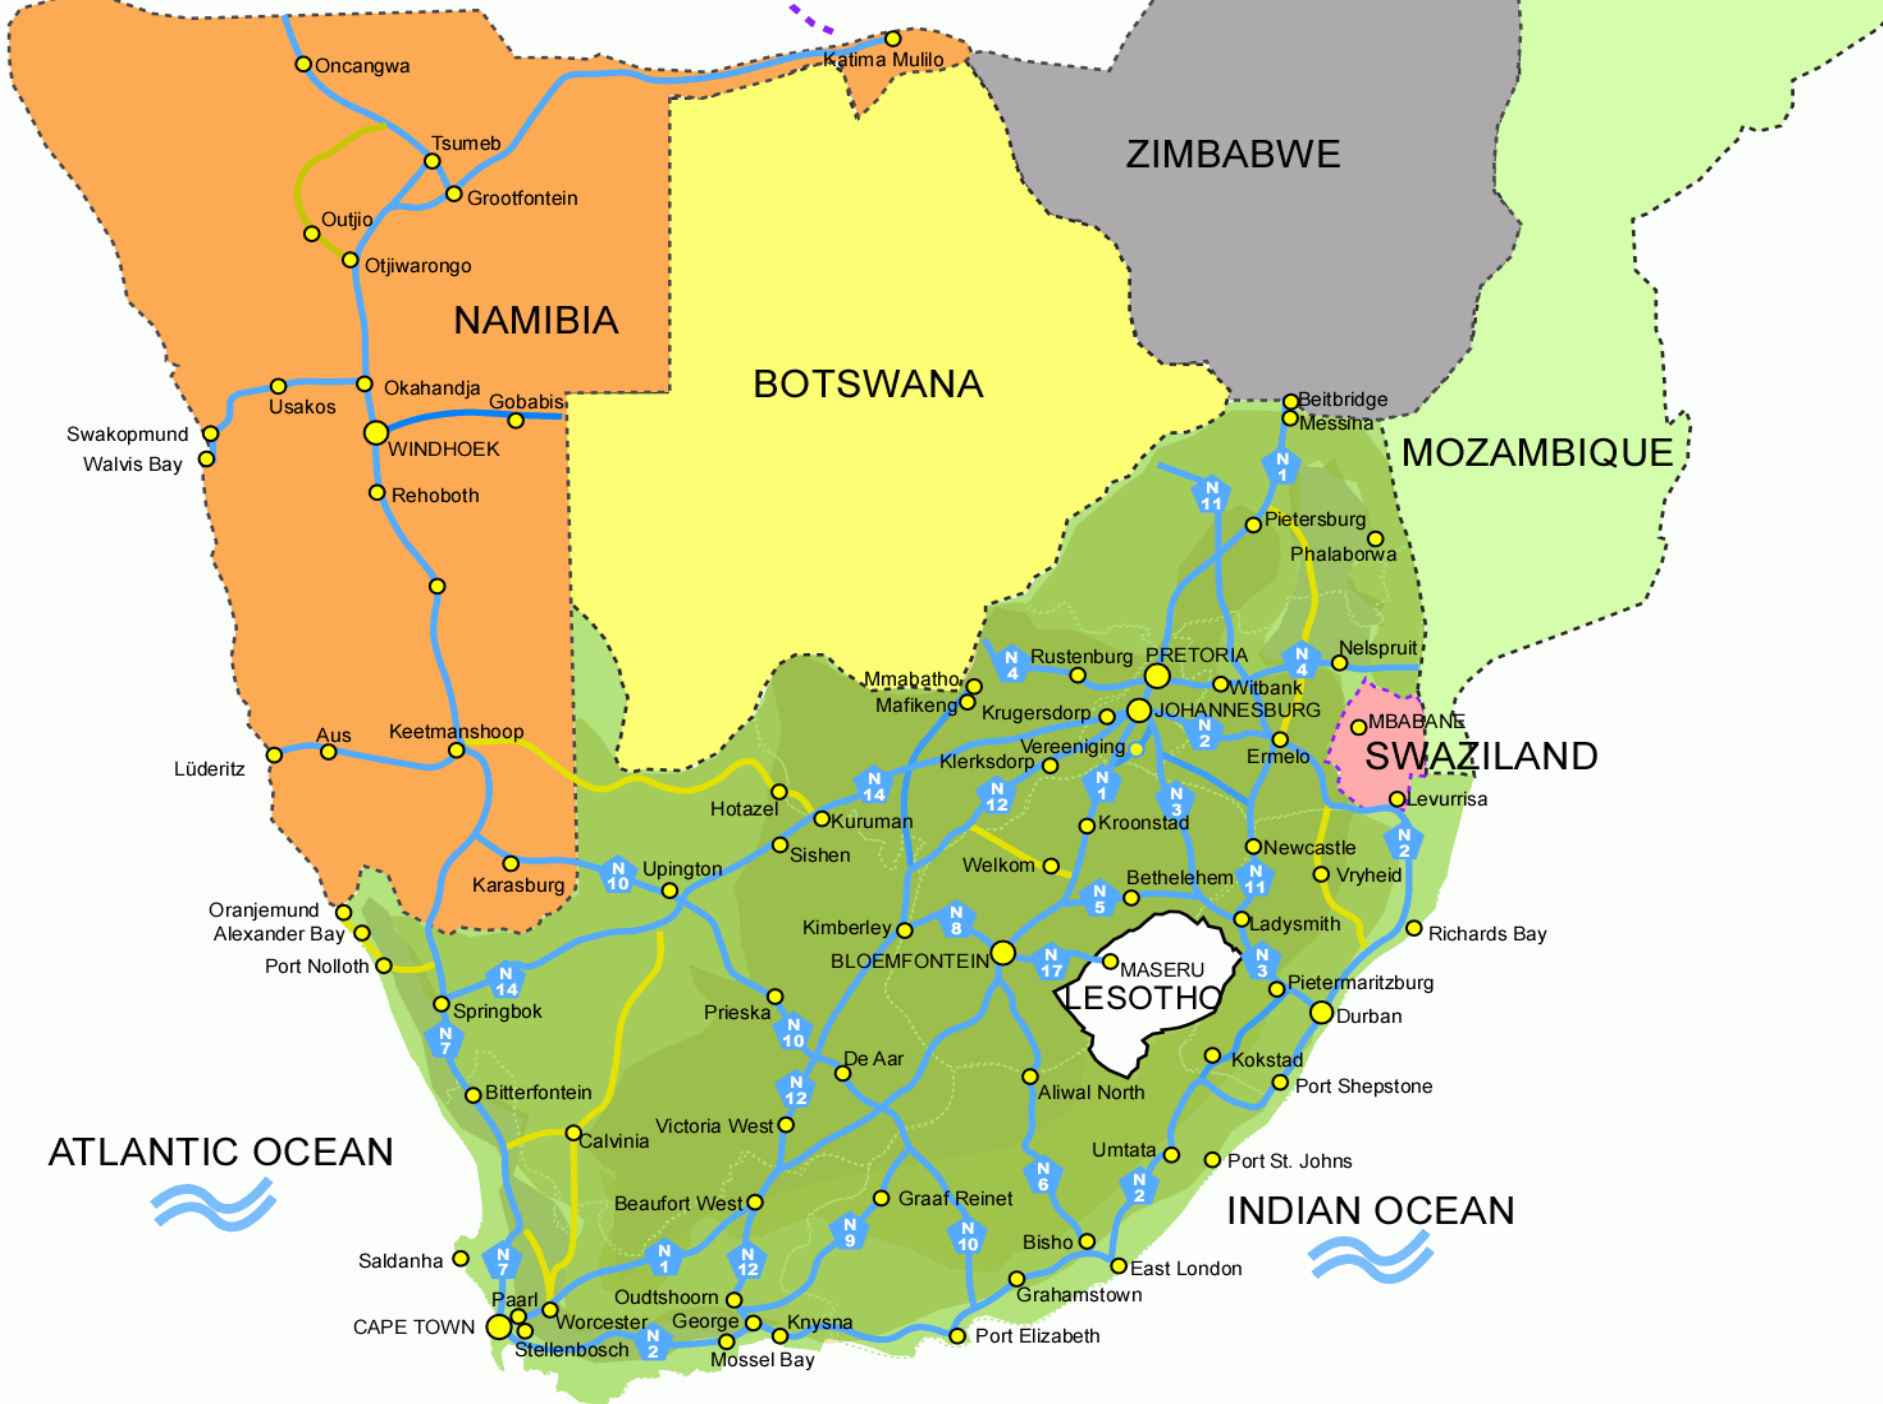 Oncangwa
Katima Mulilo
Tsumeb
Grootfontein
Outjio
Otjiwarongo
ZIMBABWE
NAMIBIA
BOTSWANA
Okahandja
Usakos
Gobabis
Swakopmund
WINDHOEK
Walvis Bay
Rehoboth
Beitbridge
Messina
MOZAMBIQUE
N
1
N
11
Pietersburg
Phalaborwa
N
4
Rustenburg
PRETORIA
N
4
Nelspruit
Mmabatho
Witbank
Mafikeng
Krugersdorp
JOHANNESBURG
MBABANE
Lüderitz
Aus
Keetmanshoop
Vereeniging
N
2
Klerksdorp
Ermelo
SWAZILAND
Hotazel
N
14
N
12
N
1
N
3
Levurrisa
Kuruman
Kroonstad
Sishen
Newcastle
N
2
Karasburg
N
10
Upington
Welkom
Bethelehem
N
11
Vryheid
N
5
Oranjemund
Alexander Bay
Kimberley
N
8
Ladysmith
Richards Bay
Port Nolloth
BLOEMFONTEIN
N
17
MASERU
N
3
N
14
LESOTHO
Pietermaritzburg
Springbok
Prieska
Durban
N
7
N
10
De Aar
Kokstad
Bitterfontein
N
12
Aliwal North
Port Shepstone
Victoria West
Calvinia
ATLANTIC OCEAN
Umtata
Port St. Johns
N
6
N
2
Beaufort West
Graaf Reinet
INDIAN OCEAN
N
9
N
10
Bisho
Saldanha
N
7
N
1
N
12
East London
Paarl
Oudtshoorn
Grahamstown
CAPE TOWN
Worcester
George
Knysna
Stellenbosch
N
2
Port Elizabeth
Mossel Bay